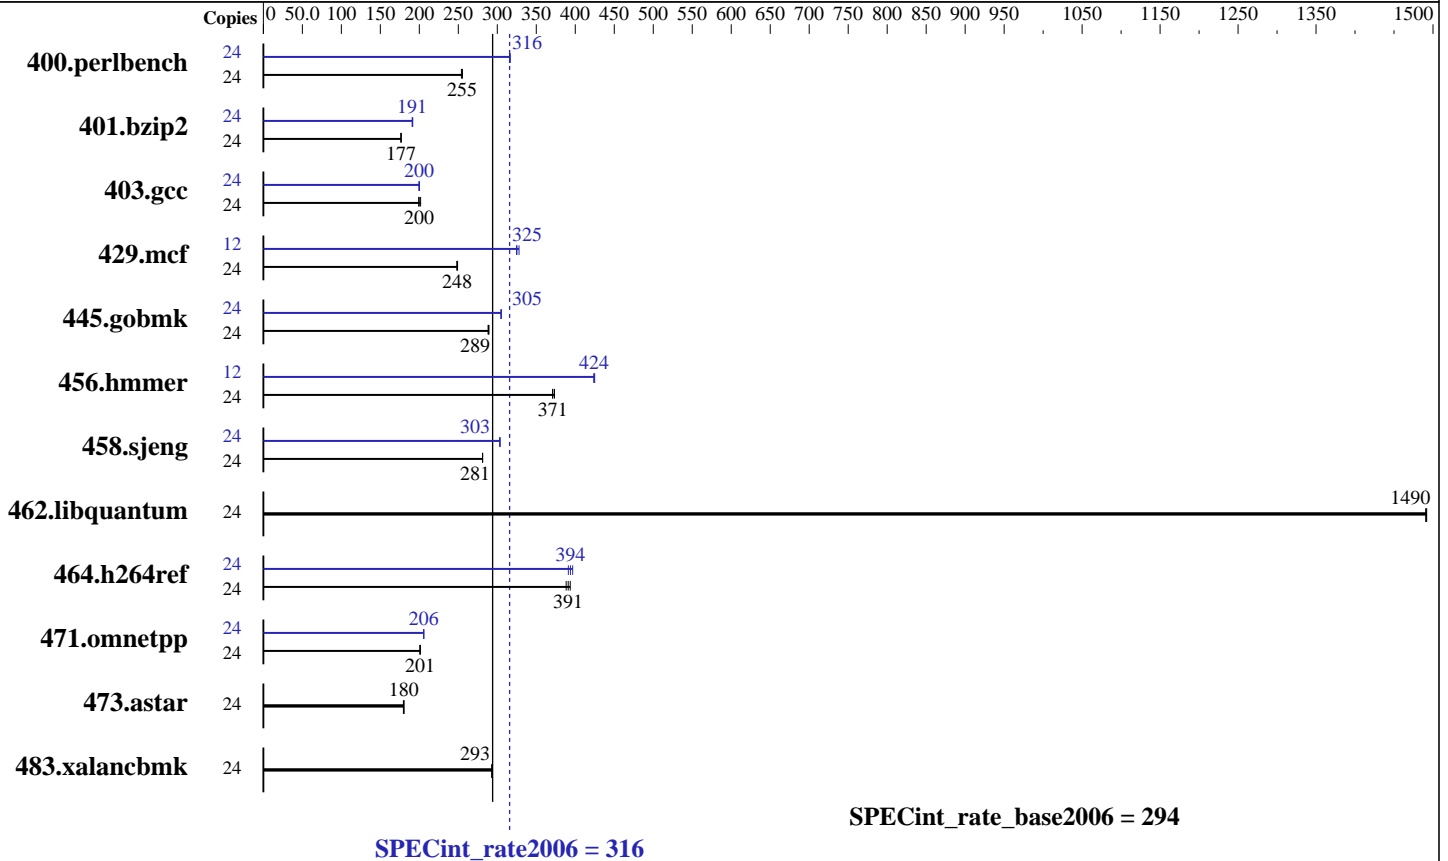 Copies 0 50.0 100 150 200 250 300 350 400 450 500 550 600 650 700 750 800 850 900 950 1050 1150 1250 1350 1500
400.perlbench 24 316
24 255
401.bzip2 24 191
24 177
403.gcc 24 200
24 200
429.mcf 12 325
24 248
445.gobmk 24 305
24 289
456.hmmer 12 424
24 371
458.sjeng 24 303
24 281
462.libquantum 24 1490
464.h264ref 24 394
24 391
471.omnetpp 24 206
24 201
473.astar 24 180
483.xalancbmk 24 293
SPECint_rate_base2006 = 294
SPECint_rate2006 = 316